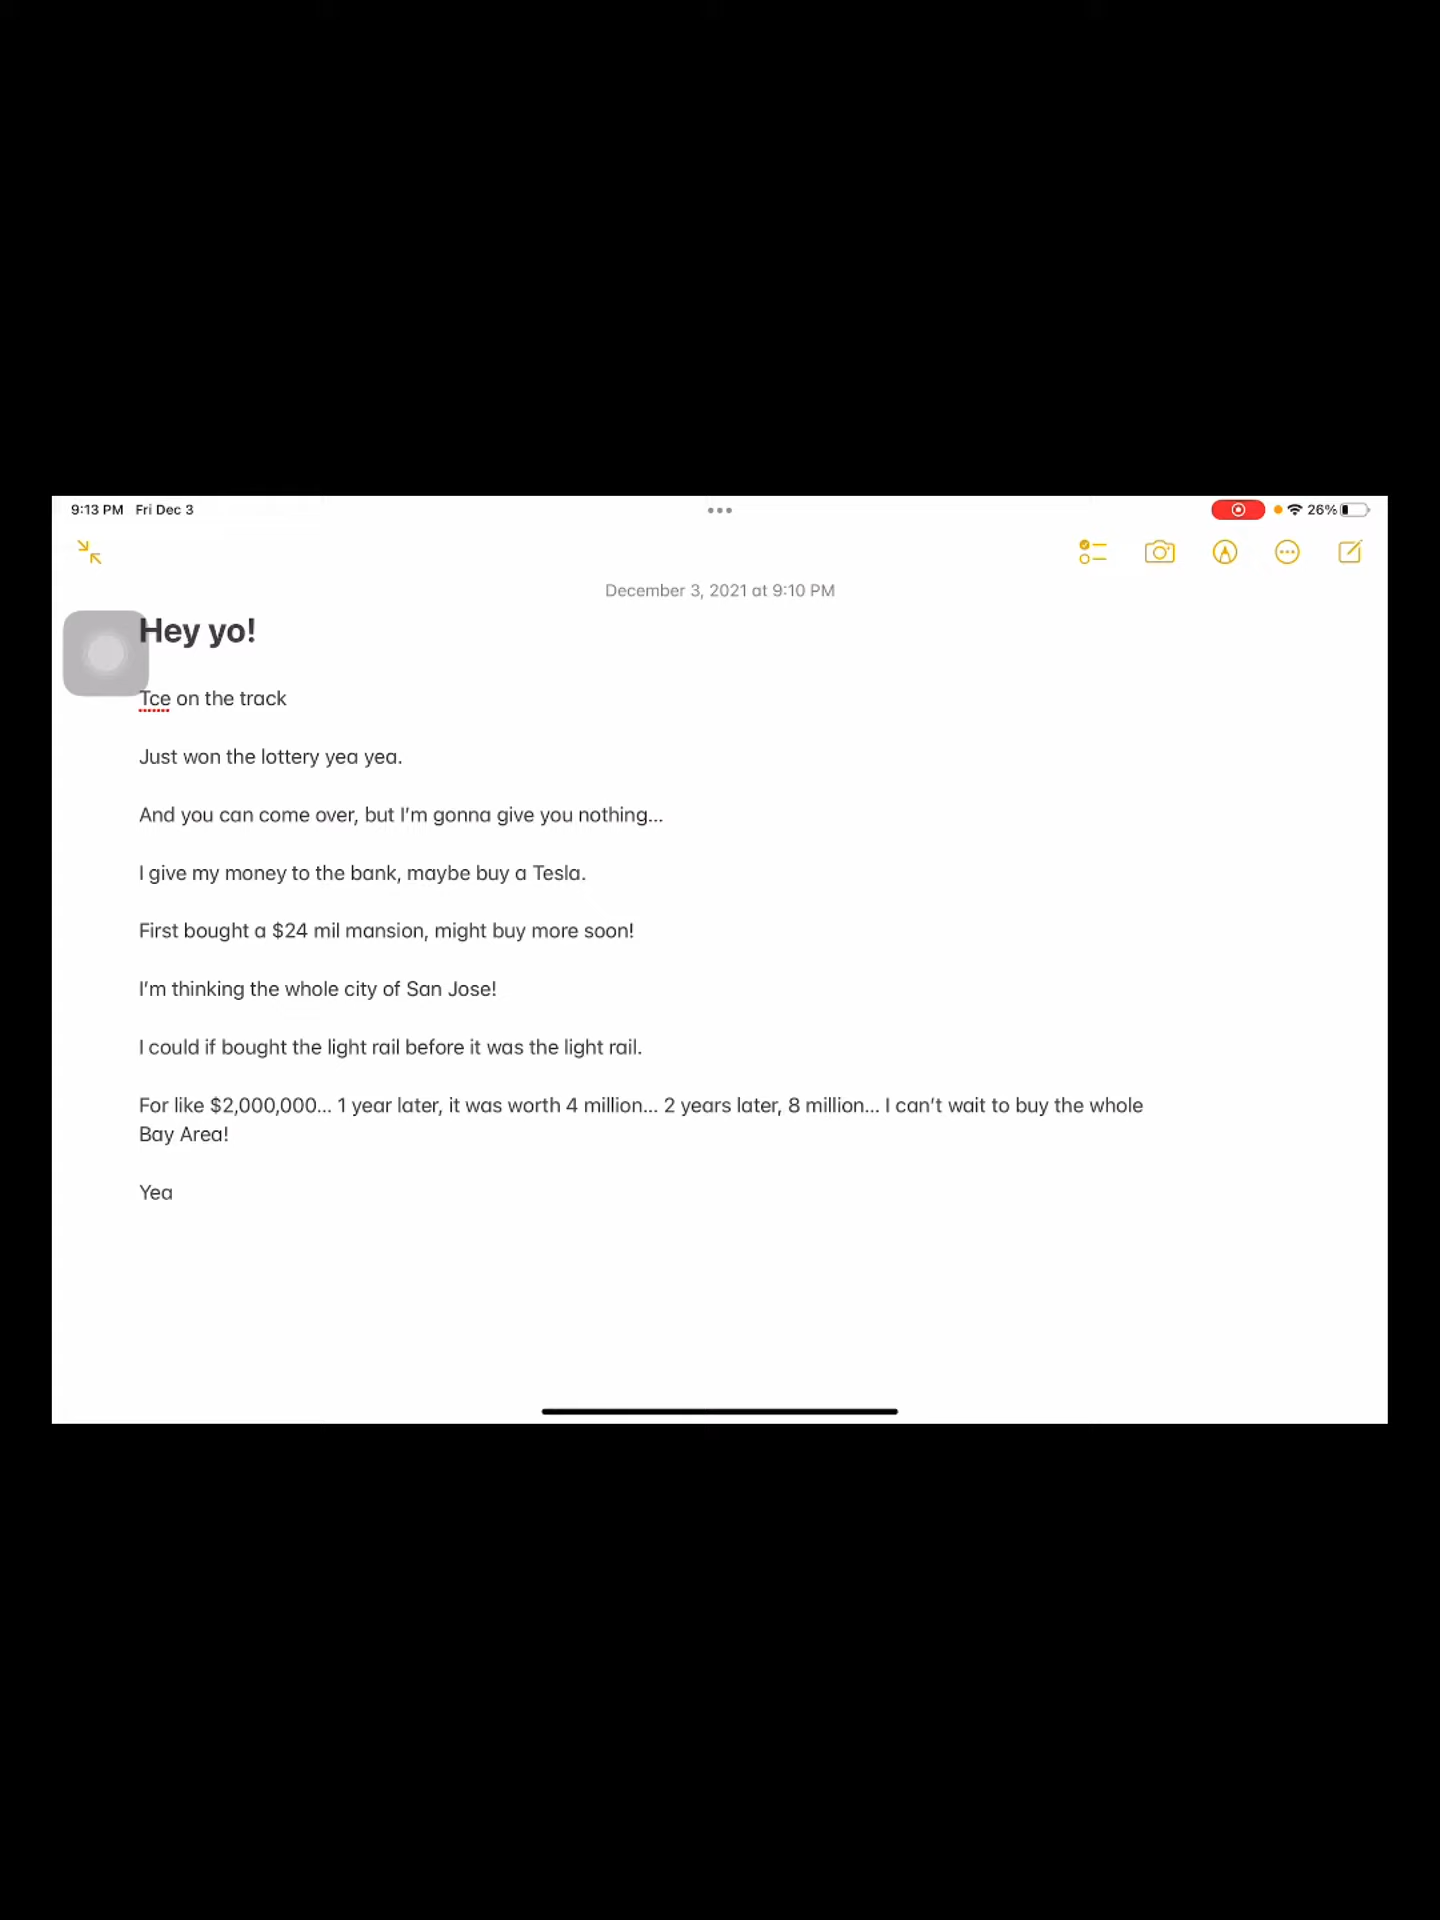 9:13 PM Fri Dec 3
26%
December 3, 2021 at 9:10 PM
Hey yo!
Tce on the track
Just won the lottery yea yea.
And you can come over, but I'm gonna give you nothing...
I give my money to the bank, maybe buy a Tesla.
First bought a $24 mil mansion, might buy more soon!
I'm thinking the whole city of San Jose!
I could if bought the light rail before it was the light rail.
For like $2,000,000... 1 year later, it was worth 4 million... 2 years later, 8 million... I can't wait to buy the whole
Bay Area!
Yea